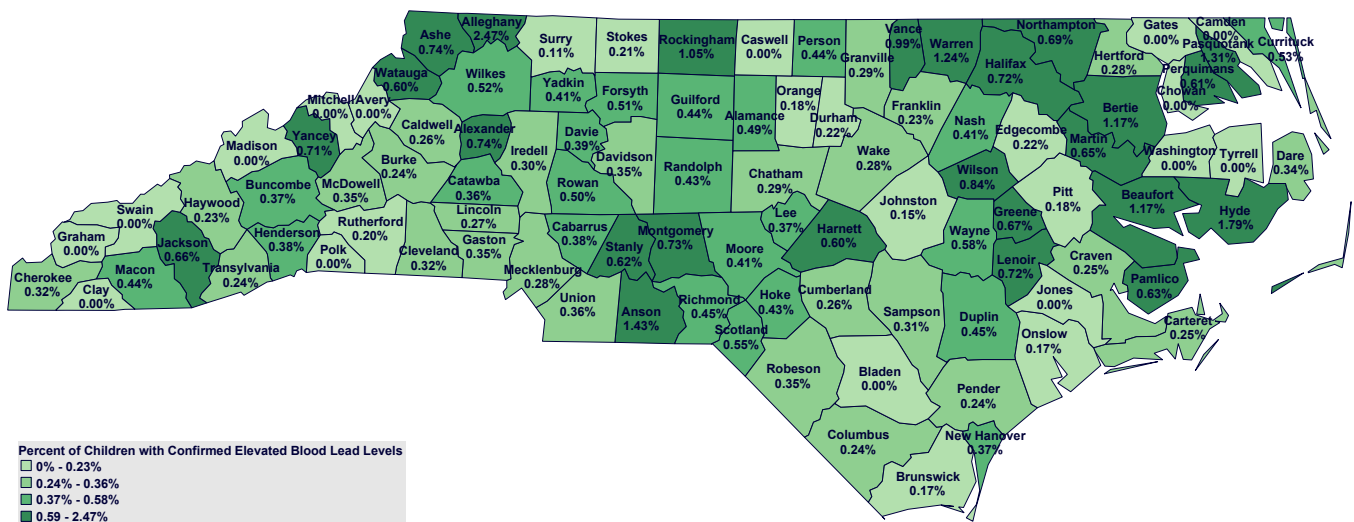 Ashe
0.74%
Alleghany
2.47%
Surry
0.11%
Stokes
0.21%
Rockingham
1.05%
Caswell
0.00%
Person
0.44%
Granville
0.29%
Vance
0.99%
Warren
1.24%
Northampton
0.69%
Halifax
0.72%
Hertford
0.28%
Gates
0.00%
Camden
0.00%
Pasquotank
1.31%
Currituck
0.53%
Perquimans
0.61%
Chowan
0.00%
Watauga
0.60%
Wilkes
0.52%
Yadkin
0.41%
Forsyth
0.51%
Guilford
0.44%
Alamance
0.49%
Orange
0.18%
Durham
0.22%
Franklin
0.23%
Nash
0.41%
Edgecombe
0.22%
Bertie
1.17%
Martin
0.65%
Washington
0.00%
Tyrrell
0.00%
Dare
0.34%
Mitchell
0.00%
Avery
0.00%
Yancey
0.71%
Madison
0.00%
Caldwell
0.26%
Alexander
0.74%
Iredell
0.30%
Davie
0.39%
Davidson
0.35%
Randolph
0.43%
Chatham
0.29%
Wake
0.28%
Wilson
0.84%
Pitt
0.18%
Beaufort
1.17%
Hyde
1.79%
Buncombe
0.37%
McDowell
0.35%
Burke
0.24%
Catawba
0.36%
Rowan
0.50%
Haywood
0.23%
Swain
0.00%
Graham
0.00%
Jackson
0.66%
Henderson
0.38%
Rutherford
0.20%
Lincoln
0.27%
Cabarrus
0.38%
Stanly
0.62%
Montgomery
0.73%
Moore
0.41%
Lee
0.37%
Harnett
0.60%
Johnston
0.15%
Wayne
0.58%
Greene
0.67%
Lenoir
0.72%
Craven
0.25%
Pamlico
0.63%
Cherokee
0.32%
Clay
0.00%
Macon
0.44%
Transylvania
0.24%
Polk
0.00%
Cleveland
0.32%
Gaston
0.35%
Mecklenburg
0.28%
Union
0.36%
Anson
1.43%
Richmond
0.45%
Scotland
0.55%
Hoke
0.43%
Cumberland
0.26%
Sampson
0.31%
Duplin
0.45%
Jones
0.00%
Onslow
0.17%
Carteret
0.25%
Robeson
0.35%
Bladen
0.00%
Pender
0.24%
Columbus
0.24%
New Hanover
0.37%
Brunswick
0.17%
Percent of Children with Confirmed Elevated Blood Lead Levels
0% - 0.23%
0.24% - 0.36%
0.37% - 0.58%
0.59 - 2.47%